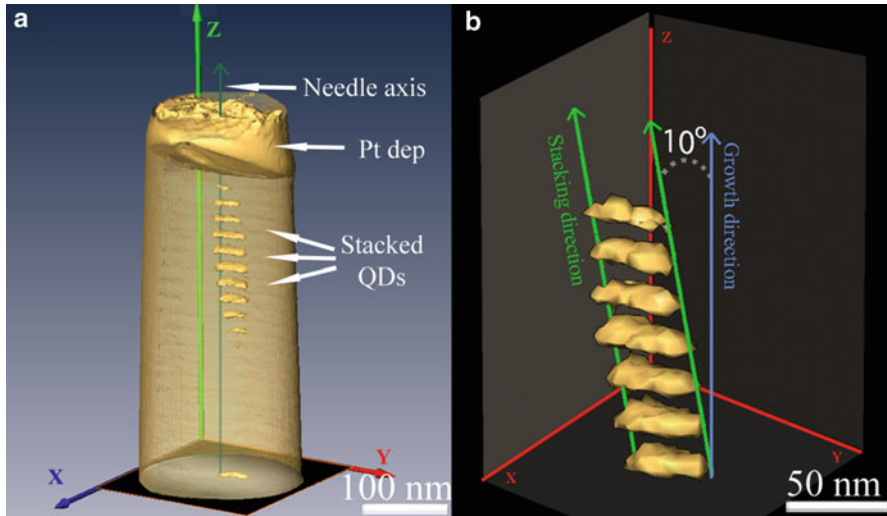 a
Z
Needle axis
Pt dep
Stacked
QDs
X
Y
100 nm
b
Z
10°
Stacking direction
Growth direction
X
Y
50 nm